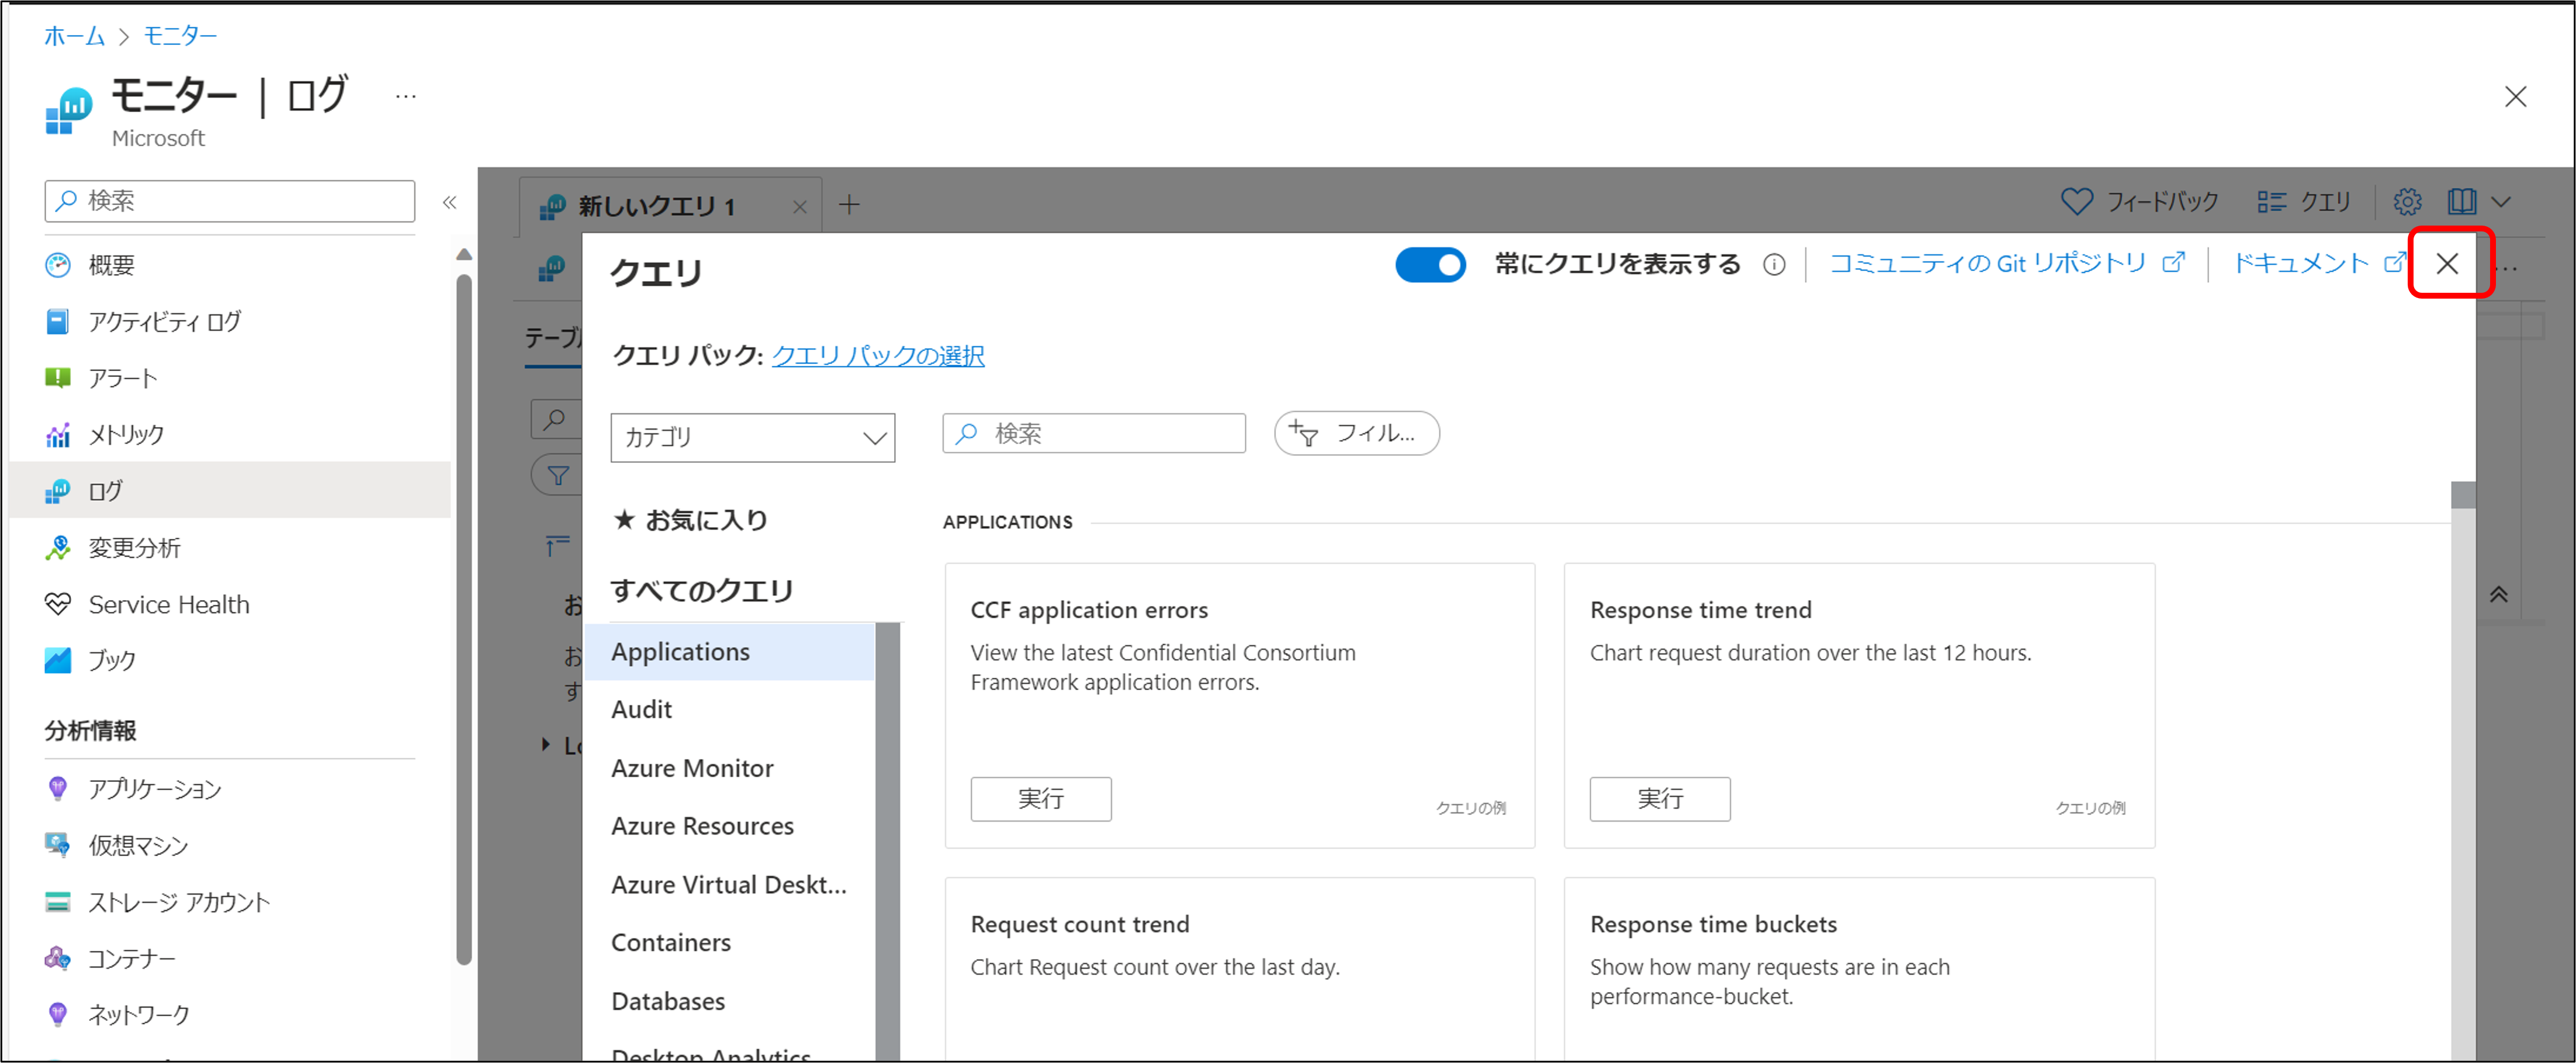 ホーム > モニター
モニター | ログ ...
Microsoft
検索
«
概要
アクティビティ ログ
アラート
メトリック
ログ
変更分析
Service Health
ブック
分析情報
アプリケーション
仮想マシン
ストレージ アカウント
コンテナー
ネットワーク
新しいクエリ 1
フィードバック
クエリ
テーブル
お
お
す
クエリ
常にクエリを表示する
コミュニティの Git リポジトリ
ドキュメント
クエリ パック: クエリ パックの選択
カテゴリ
検索
フィル...
★ お気に入り
すべてのクエリ
Applications
Audit
Azure Monitor
Azure Resources
Azure Virtual Deskt...
Containers
Databases
Desktop Analytics
APPLICATIONS
CCF application errors
View the latest Confidential Consortium
Framework application errors.
実行
クエリの例
Response time trend
Chart request duration over the last 12 hours.
実行
クエリの例
Request count trend
Chart Request count over the last day.
Response time buckets
Show how many requests are in each
performance-bucket.